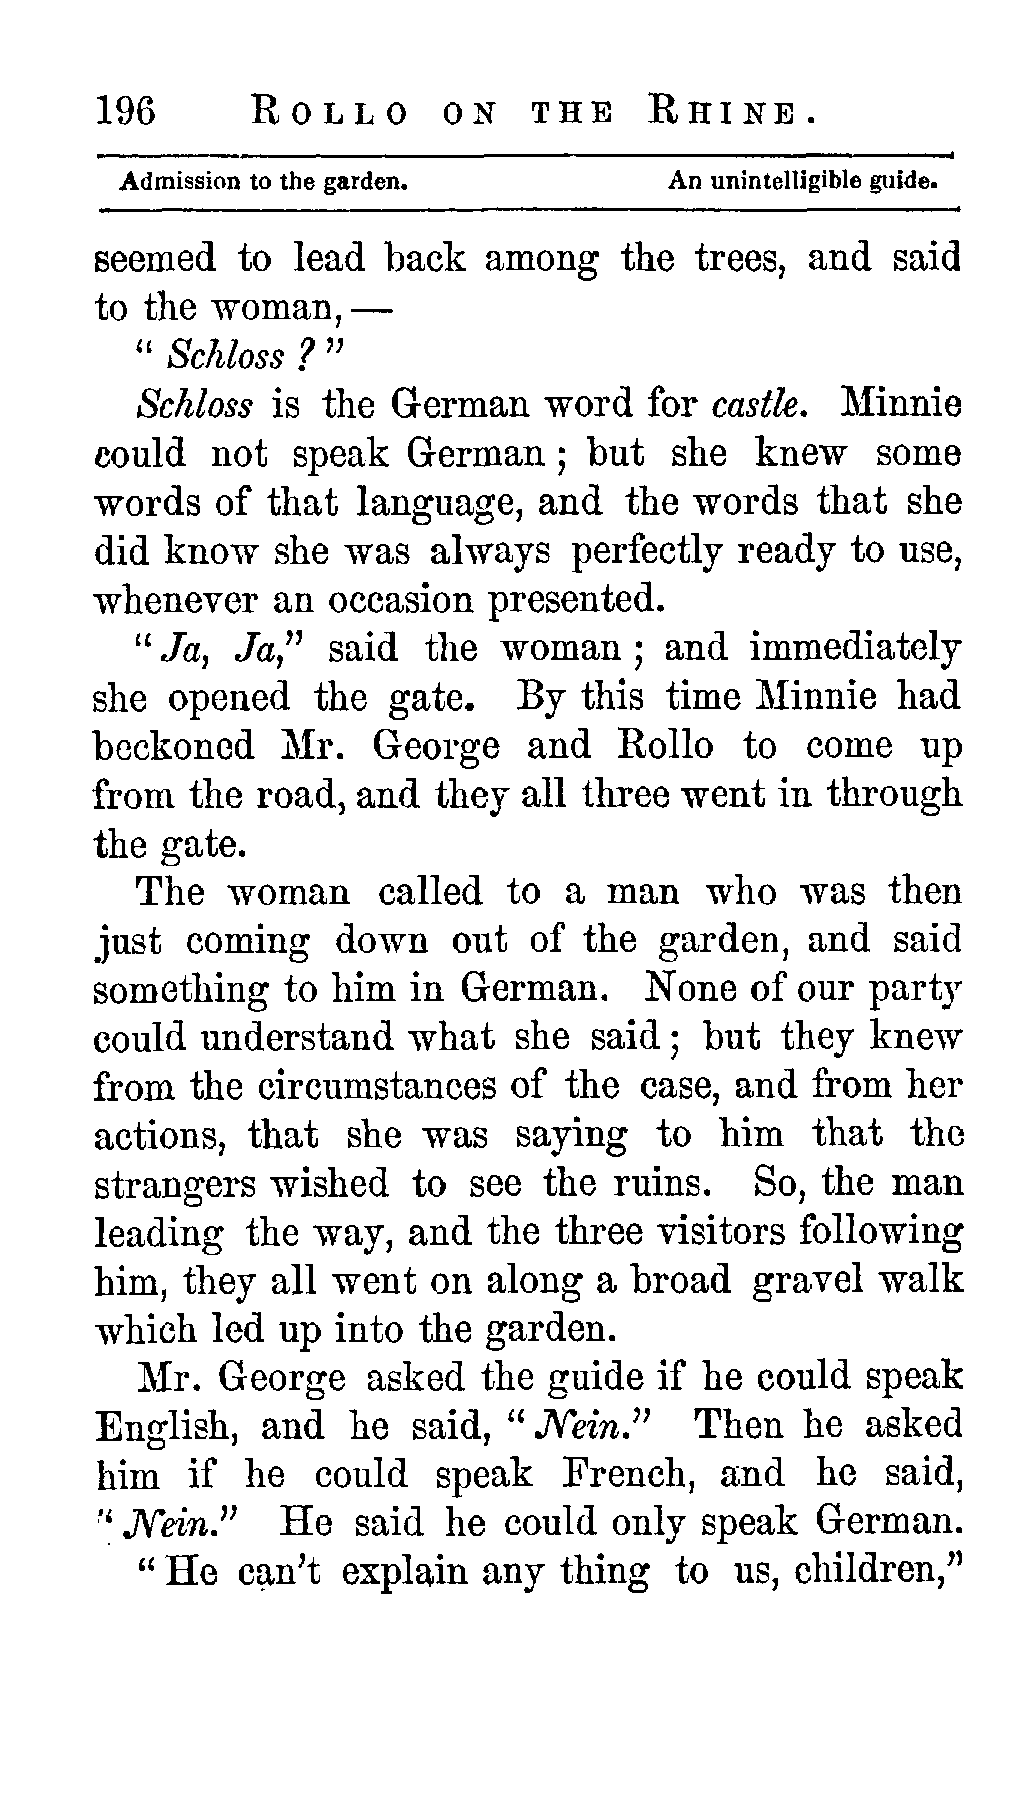 196 ROLLO ON THE RHINE.
Admission to the garden. An unintelligible guide.
seemed to lead back among the trees, and said
to the woman, —
" Schloss ? "
Schloss is the German word for castle. Minnie
could not speak German ; but she knew some
words of that language, and the words that she
did know she was always perfectly ready to use,
whenever an occasion presented.
" Ja, Ja," said the woman ; and immediately
she opened the gate. By this time Minnie had
beckoned Mr. George and Rollo to come up
from the road, and they all three went in through
the gate.
The woman called to a man who was then
just coming down out of the garden, and said
something to him in German. None of our party
could understand what she said ; but they knew
from the circumstances of the case, and from her
actions, that she was saying to him that the
strangers wished to see the ruins. So, the man
leading the way, and the three visitors following
him, they all went on along a broad gravel walk
which led up into the garden.
Mr. George asked the guide if he could speak
English, and he said, " Nein." Then he asked
him if he could speak French, and he said,
" Nein." He said he could only speak German.
" He can't explain any thing to us, children,"